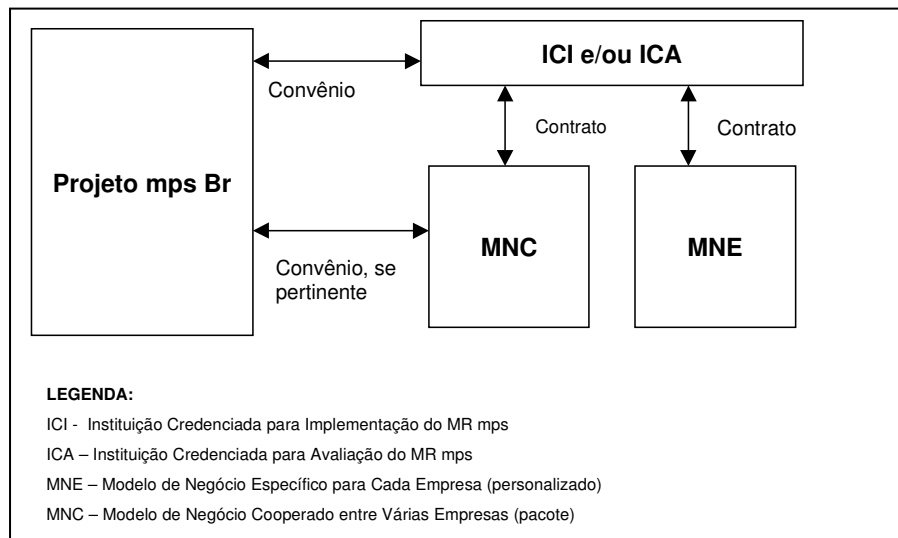 ICI e/ou ICA
Convênio
Contrato
Contrato
Projeto mps Br
MNC
MNE
Convênio, se
pertinente
LEGENDA:
ICI - Instituição Credenciada para Implementação do MR mps
ICA – Instituição Credenciada para Avaliação do MR mps
MNE – Modelo de Negócio Específico para Cada Empresa (personalizado)
MNC – Modelo de Negócio Cooperado entre Várias Empresas (pacote)